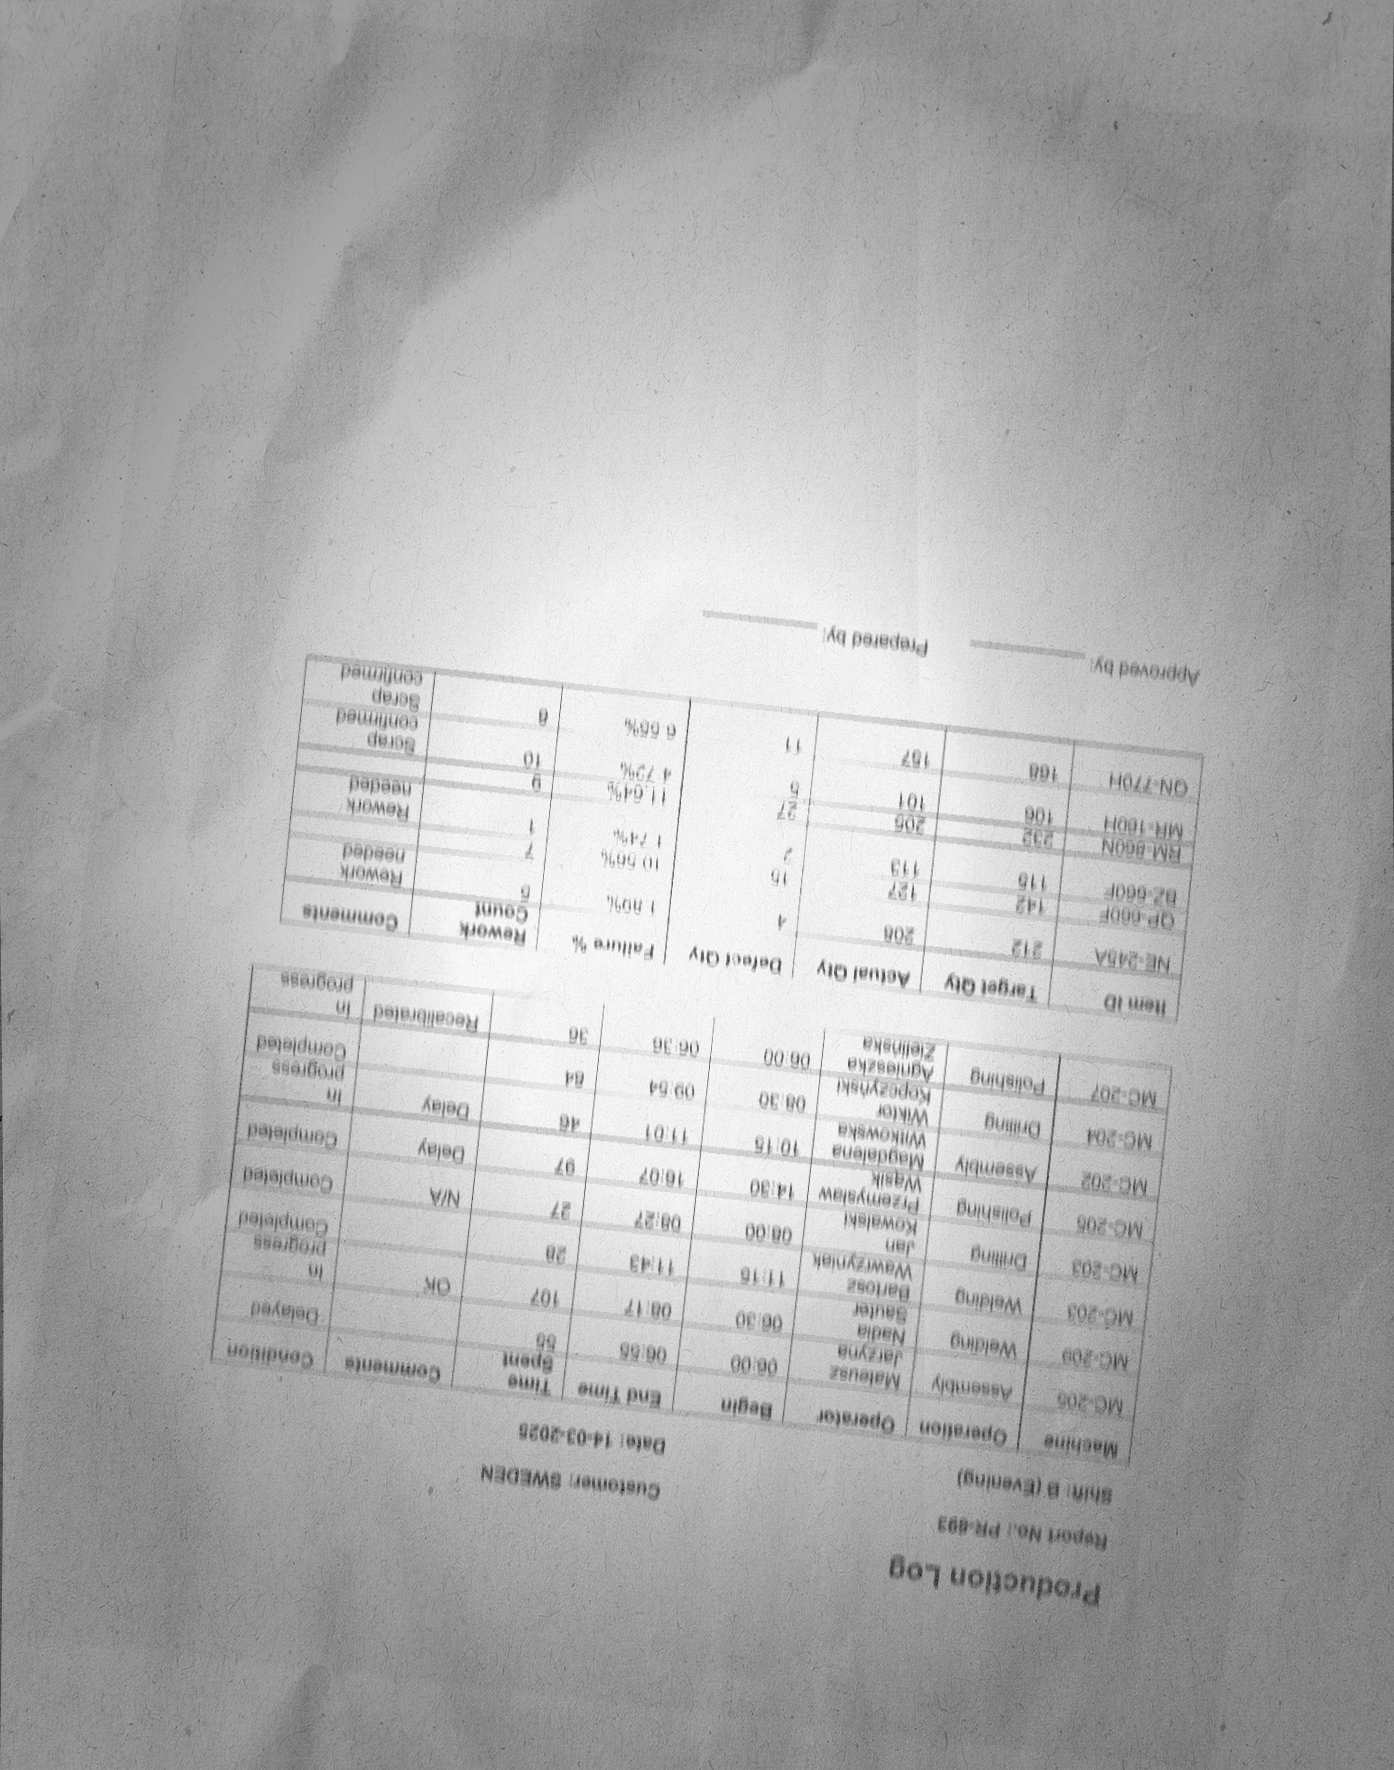 Production Log
Report No.: PR-893
Customer: SWEDEN
Shift: B (Evening)
Date: 14-03-2025
Machine Operation Operator Begin End Time Time Spent Comments Condition
MC-205 Assembly Mateusz Jarzyna 06:00 06:55 55 Delayed
MC-209 Welding Nadia Sauter 06:30 08:17 107 OK In progress
MC-203 Welding Bartosz Wawrzyniak 11:15 11:43 28 Completed
MC-203 Drilling Jan Kowalski 08:00 08:27 27 N/A Completed
MC-205 Polishing Przemysław Wąsik 14:30 16:07 97 Delay Completed
MC-202 Assembly Magdalena Witkowska 10:15 11:01 46 Delay In progress
MC-204 Drilling Wiktor Kopczyński 08:30 09:54 84 Completed
MC-207 Polishing Agnieszka Zielińska 06:00 06:36 36 Recalibrated In progress
Item ID Target Qty Actual Qty Defect Qty Failure % Rework Count Comments
NE-245A 212 208 4 1.89% 5 Rework needed
QP-660F 142 127 15 10.56% 7
BZ-660F 115 113 2 1.74% 1 Rework needed
RM-860N 232 205 27 11.64% 9
MR-160H 106 101 5 4.72% 10 Scrap confirmed
QN-770H 168 157 11 6.55% 8 Scrap confirmed
Approved by:
Prepared by: